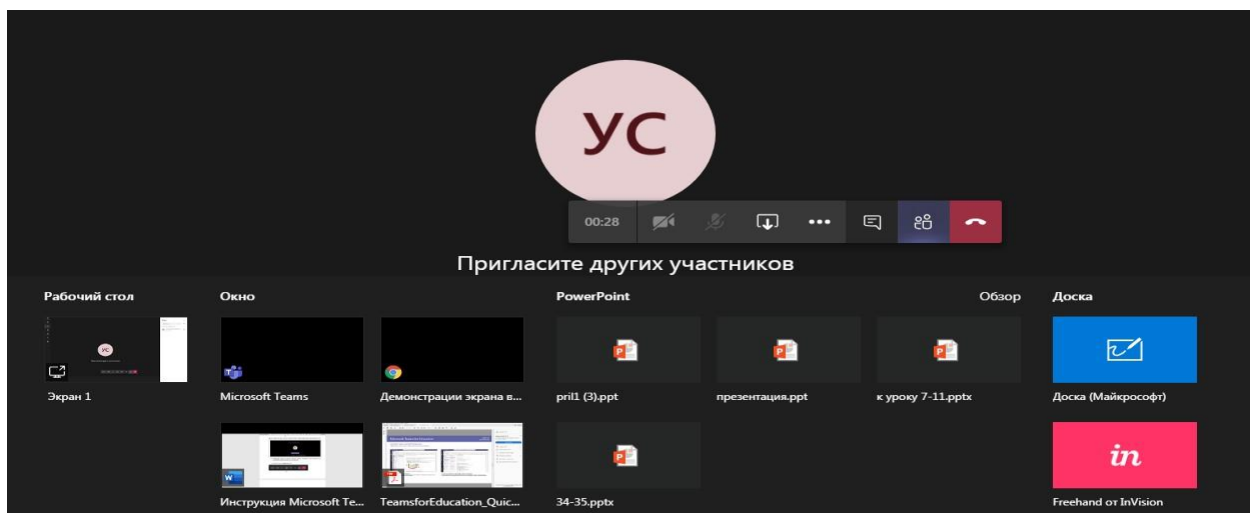 УС
00:28
Пригласите других участников
Рабочий стол
Окно
PowerPoint
Обзор
Доска
Экран 1
Microsoft Teams
Демонстрации экрана в...
pril1 (3).ppt
презентация.ppt
к уроку 7-11.pptx
Доска (Майкрософт)
in
Инструкция Microsoft Te...
TeamsforEducation_Quic...
34-35.pptx
Freehand от InVision